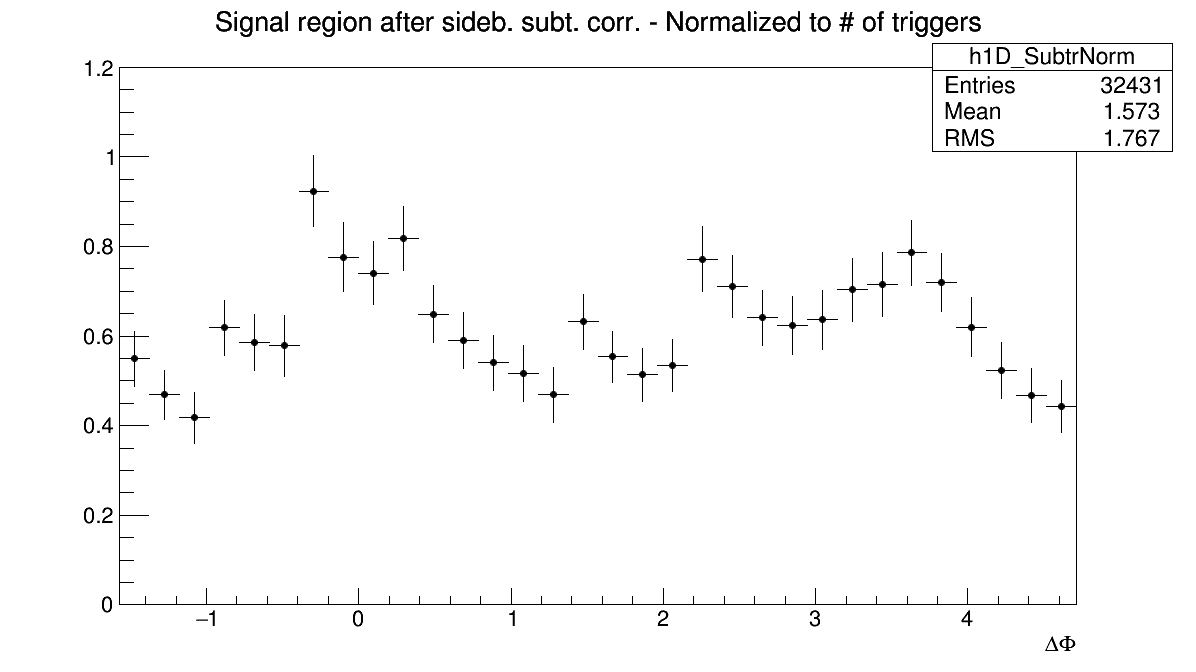 Signal region after sideb. subt. corr. - Normalized to # of triggers
h1D_SubtrNorm
Entries 32431
Mean 1.573
RMS 1.767
1.2
1
0.8
0.6
0.4
0.2
0
−1 0 1 2 3 4
ΔΦ